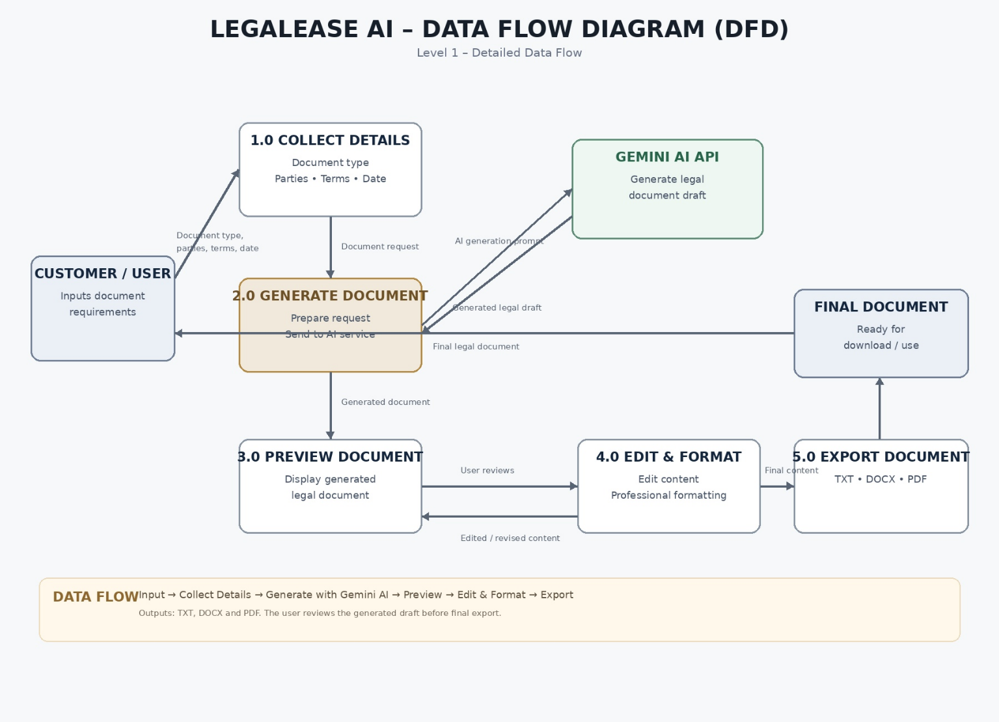 LEGALEASE AI – DATA FLOW DIAGRAM (DFD)
Level 1 – Detailed Data Flow
1.0 COLLECT DETAILS
Document type
Parties • Terms • Date
GEMINI AI API
Generate legal
document draft
Document type,
parties, terms, date
Document request
AI generation prompt
CUSTOMER / USER
Inputs document
requirements
2.0 GENERATE DOCUMENT
Prepare request
Send to AI service
Generated legal draft
Final legal document
FINAL DOCUMENT
Ready for
download / use
Generated document
3.0 PREVIEW DOCUMENT
Display generated
legal document
User reviews
Edited / revised content
4.0 EDIT & FORMAT
Edit content
Professional formatting
Final content
5.0 EXPORT DOCUMENT
TXT • DOCX • PDF
DATA FLOW
Input → Collect Details → Generate with Gemini AI → Preview → Edit & Format → Export
Outputs: TXT, DOCX and PDF. The user reviews the generated draft before final export.